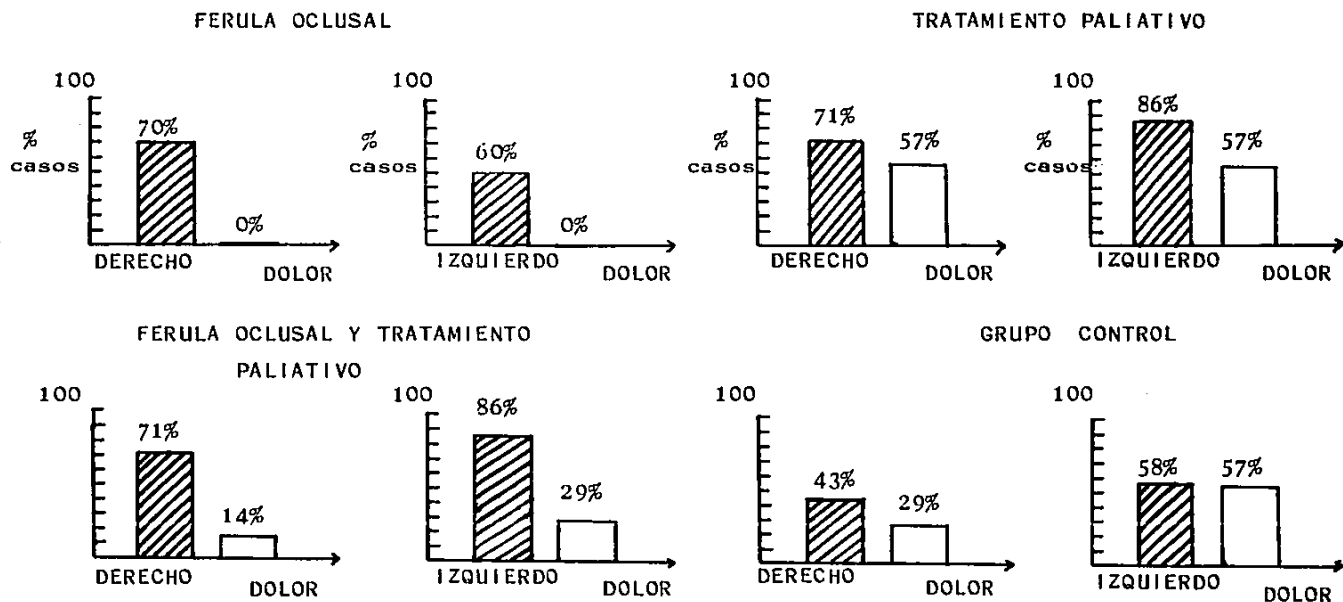 FERULA OCLUSAL
100
%
casos
70%
0%
DERECHO
DOLOR
100
%
casos
60%
0%
IZQUIERDO
DOLOR
TRATAMIENTO PALIATIVO
100
%
casos
71%
57%
DERECHO
DOLOR
100
%
casos
86%
57%
IZQUIERDO
DOLOR
FERULA OCLUSAL Y TRATAMIENTO
PALIATIVO
100
71%
14%
DERECHO
DOLOR
100
86%
29%
IZQUIERDO
DOLOR
GRUPO CONTROL
100
43%
29%
DERECHO
DOLOR
100
58%
57%
IZQUIERDO
DOLOR